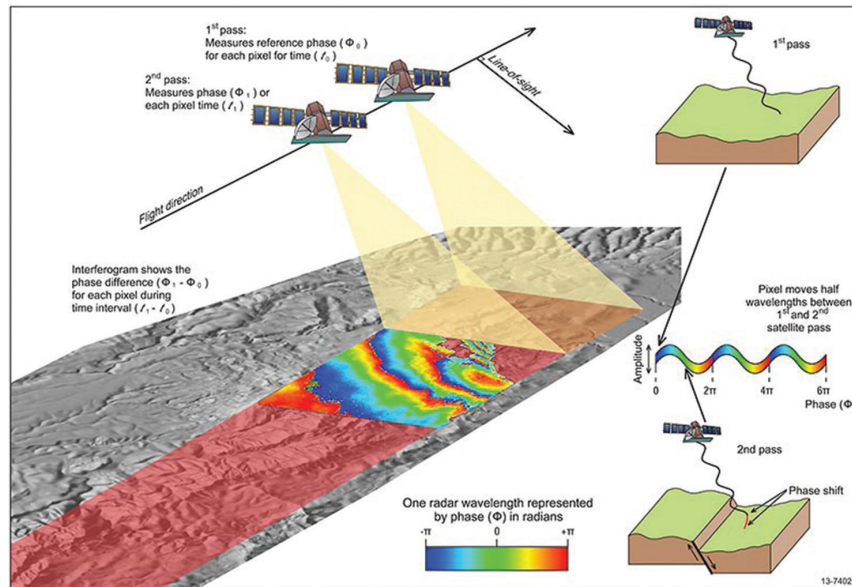 1st pass:
Measures reference phase (Φ0)
for each pixel for time (t0)
2nd pass:
Measures phase (Φ1) or
each pixel time (t1)
Line-of-sight
Flight direction
1st pass
Interferogram shows the
phase difference (Φ1 - Φ0)
for each pixel during
time interval (t1 - t0)
Pixel moves half
wavelengths between
1st and 2nd
satellite pass
Amplitude
0 2π 4π 6π
Phase (Φ
2nd pass
Phase shift
One radar wavelength represented
by phase (Φ) in radians
-π 0 +π
13-7402